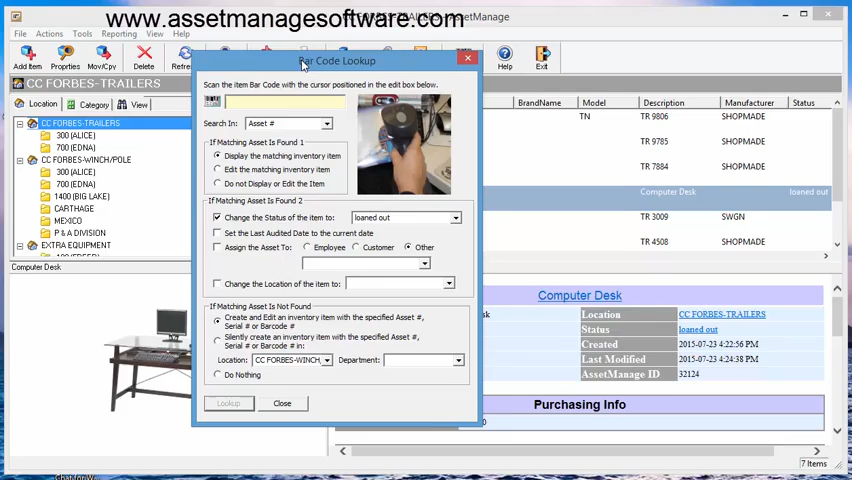 www.assetmanagesoftware.com
CC FORBES-TRAILERS - AssetManage
File Actions Tools Reporting View Help
Add Item Proprties Mov/Cpy Delete Help Exit
CC FORBES-TRAILERS
Location Category View
CC FORBES-TRAILERS
300 (ALICE)
700 (EDNA)
CC FORBES-WINCH/POLE
300 (ALICE)
700 (EDNA)
1400 (BIG LAKE)
CARTHAGE
MEXICO
P & A DIVISION
EXTRA EQUIPMENT
Computer Desk
Bar Code Lookup
Scan the item Bar Code with the cursor positioned in the edit box below.
Search In: Asset #
If Matching Asset Is Found 1
Display the matching inventory item
Edit the matching inventory item
Do not Display or Edit the Item
If Matching Asset Is Found 2
Change the Status of the item to: loaned out
Set the Last Audited Date to the current date
Assign the Asset To: Employee Customer Other
Change the Location of the item to:
If Matching Asset Is Not Found
Create and Edit an inventory item with the specified Asset #,
Serial # or Barcode #
Silently create an inventory item with the specified Asset #,
Serial # or Barcode # in:
Location: CC FORBES-WINCH, Department:
Do Nothing
Lookup Close
BrandName Model Description Manufacturer Status
TN TR 9806 SHOPMADE
TR 9785 SHOPMADE
TR 7884 SHOPMADE
Computer Desk loaned out
TR 3009 SWGN
TR 4508 SHOPMADE
Computer Desk
Location CC FORBES-TRAILERS
Status loaned out
Created 2015-07-23 4:22:56 PM
Last Modified 2015-07-23 4:24:38 PM
AssetManage ID 32124
Purchasing Info
7 Items